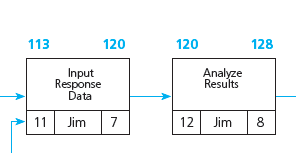 113 120 120 128
Input
Response
Data
Analyze
Results
11 Jim 7
12 Jim 8